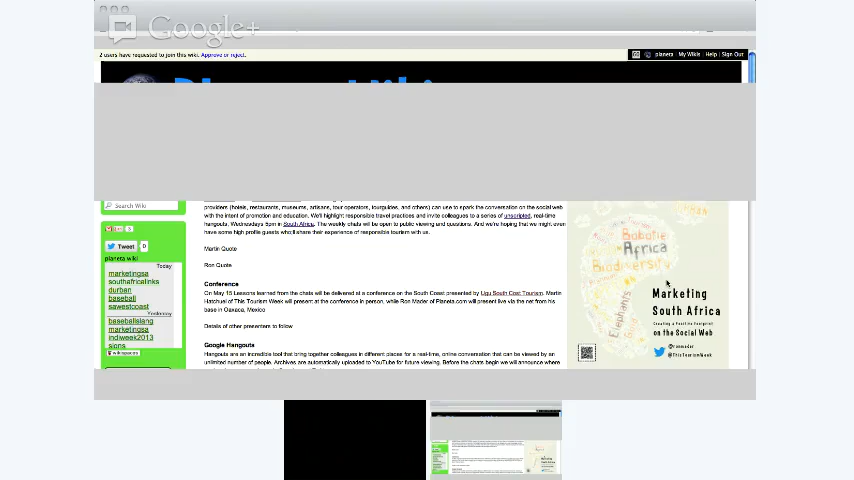 Google+
2 users have requested to join this wiki. Approve or reject.
planeta | My Wikis | Help | Sign Out
Search Wiki
providers (hotels, restaurants, museums, artisans, tour operators, tourguides, and others) can use to spark the conversation on the social web
with the intent of promotion and education. We'll highlight responsible travel practices and invite colleagues to a series of unscripted, real-time
hangouts, Wednesdays 5pm in South Africa. The weekly chats will be open to public viewing and questions. And we're hoping that we might even
have some high profile guests who;ll share their experience of responsible tourism with us.
Martin Quote
Ron Quote
Conference
On May 15 Lessons learned from the chats will be delivered at a conference on the South Coast presented by Ugu South Cost Tourism. Martin
Hatchuel of This Tourism Week will present at the conference in person, while Ron Mader of Planeta.com will present live via the net from his
base in Oaxaca, Mexico
Details of other presenters to follow
Google Hangouts
Hangouts are an incredible tool that bring together colleagues in different places for a real-time, online conversation that can be viewed by an
unlimited number of people. Archives are automatically uploaded to YouTube for future viewing. Before the chats begin we will announce where
3
Tweet 0
planeta wiki
Today
marketingsa
southafricalinks
durban
baseball
sawestcoast
Yesterday
baseballslang
marketingsa
indiweek2013
signs
wikispaces
Robotie
Africa
Biodiversity
Elephants
Marketing
South Africa
Creating a Positive Footprint
on the Social Web
@ronmader
@ThisTourismWeek